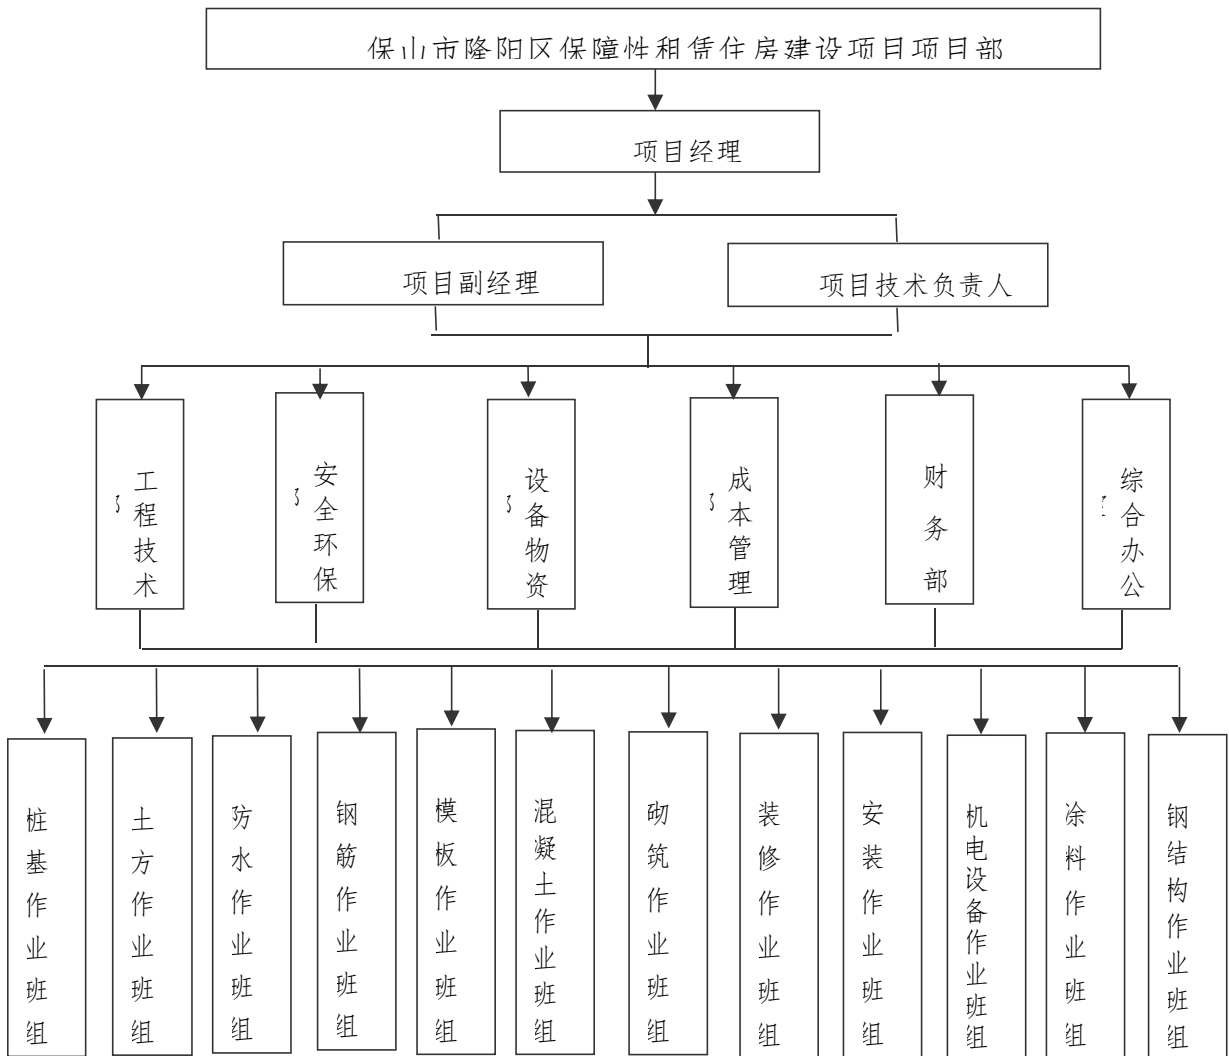 保山市隆阳区保障性租赁住房建设项目项目部
项目经理
项目副经理
项目技术负责人
工程技术
安全环保
设备物资
成本管理
财务部
综合办公
桩基作业班组
土方作业班组
防水作业班组
钢筋作业班组
模板作业班组
混凝土作业班组
砌筑作业班组
装修作业班组
安装作业班组
机电设备作业班组
涂料作业班组
钢结构作业班组